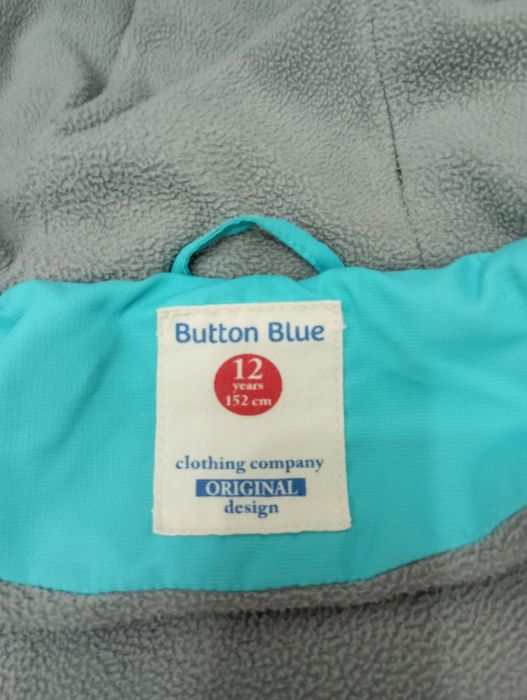 Button Blue
12
years
152 cm
clothing company
ORIGINAL
design